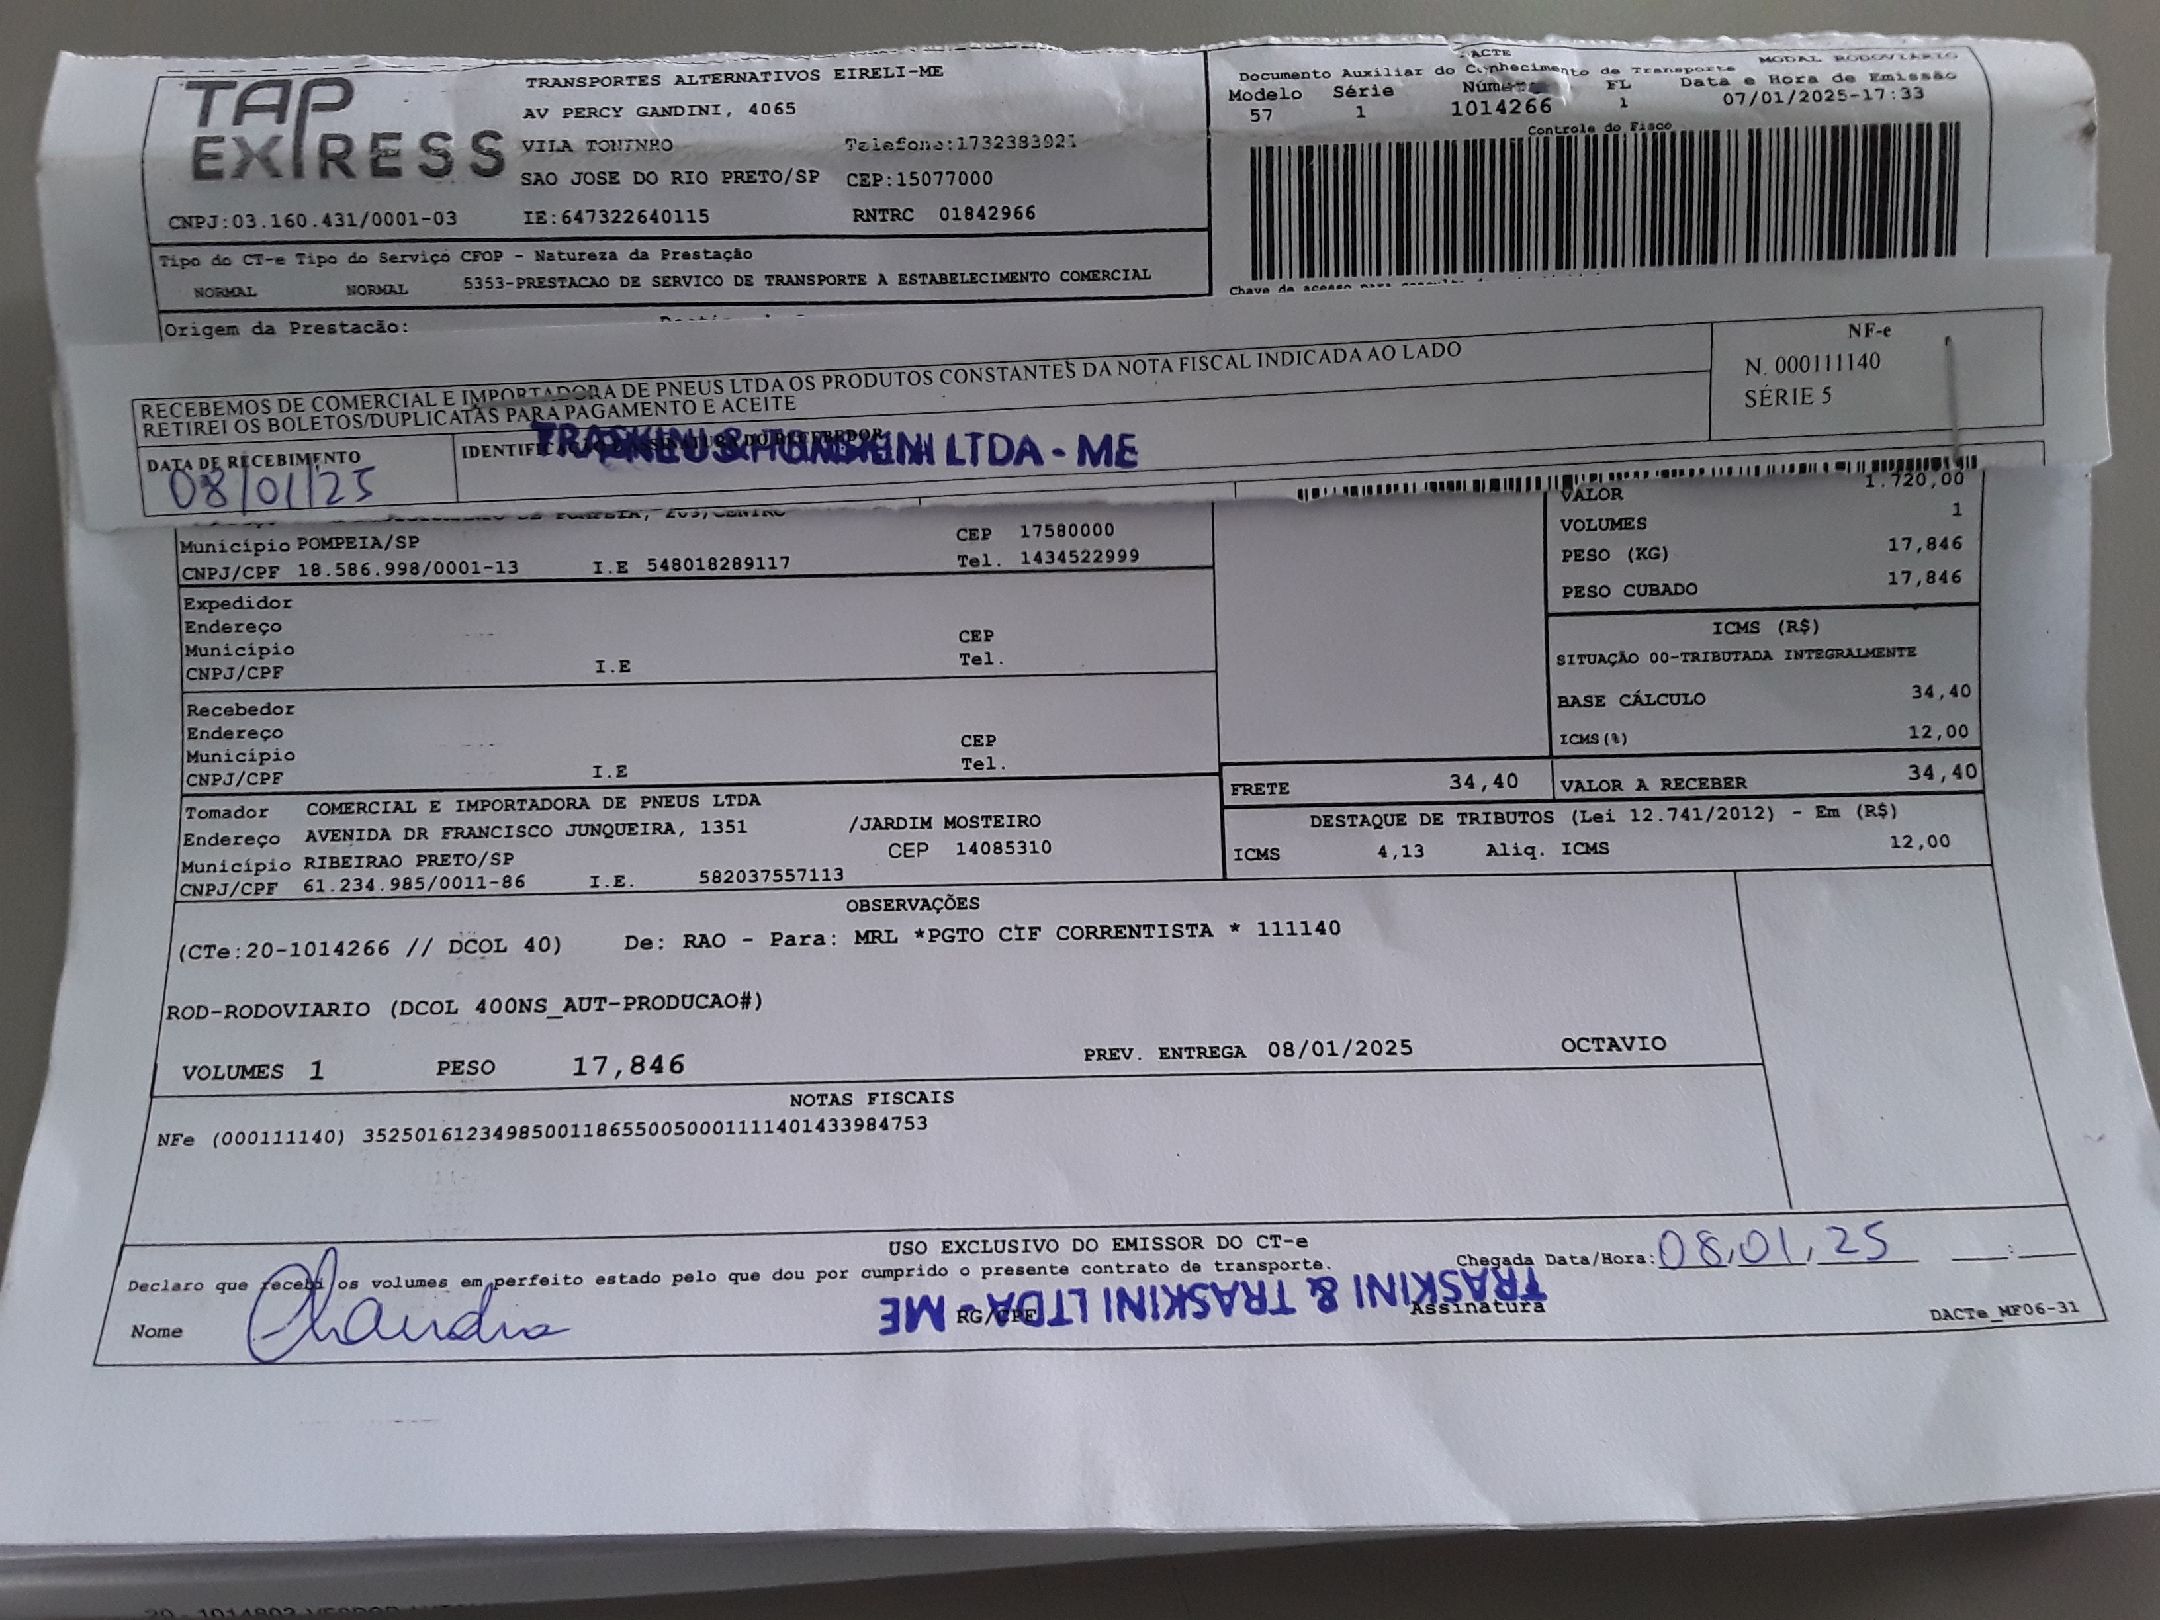 TAP EXPRESS
TRANSPORTES ALTERNATIVOS EIRELI-ME
AV PERCY GANDINI, 4065
VILA TONINHO Telefone:1732383921
SAO JOSE DO RIO PRETO/SP CEP:15077000
CNPJ:03.160.431/0001-03 IE:647322640115 RNTRC 01842966
DACTE MODAL RODOVIÁRIO
Documento Auxiliar do Conhecimento de Transporte
Modelo Série Número FL Data e Hora de Emissão
57 1 1014266 1 07/01/2025-17:33
Controle do Fisco
Tipo do CT-e Tipo do Serviço CFOP - Natureza da Prestação
NORMAL NORMAL 5353-PRESTACAO DE SERVICO DE TRANSPORTE A ESTABELECIMENTO COMERCIAL
Chave de acesso para
Origem da Prestação:
RECEBEMOS DE COMERCIAL E IMPORTADORA DE PNEUS LTDA OS PRODUTOS CONSTANTES DA NOTA FISCAL INDICADA AO LADO
RETIREI OS BOLETOS/DUPLICATAS PARA PAGAMENTO E ACEITE
NF-e
N. 000111140
SÉRIE 5
DATA DE RECEBIMENTO
08/01/25
LTDA - ME
CENTRO
Município POMPEIA/SP CEP 17580000
CNPJ/CPF 18.586.998/0001-13 I.E 548018289117 Tel. 1434522999
VALOR 1.720,00
VOLUMES 1
PESO (KG) 17,846
PESO CUBADO 17,846
Expedidor
Endereço
Município CEP
CNPJ/CPF I.E Tel.
ICMS (R$)
SITUAÇÃO 00-TRIBUTADA INTEGRALMENTE
BASE CÁLCULO 34,40
ICMS(%) 12,00
Recebedor
Endereço
Município CEP
CNPJ/CPF I.E Tel.
FRETE 34,40 VALOR A RECEBER 34,40
Tomador COMERCIAL E IMPORTADORA DE PNEUS LTDA
Endereço AVENIDA DR FRANCISCO JUNQUEIRA, 1351 /JARDIM MOSTEIRO
Município RIBEIRAO PRETO/SP CEP 14085310
CNPJ/CPF 61.234.985/0011-86 I.E. 582037557113
DESTAQUE DE TRIBUTOS (Lei 12.741/2012) - Em (R$)
ICMS 4,13 Aliq. ICMS 12,00
OBSERVAÇÕES
(CTe:20-1014266 // DCOL 40) De: RAO - Para: MRL *PGTO CIF CORRENTISTA * 111140
ROD-RODOVIARIO (DCOL 400NS_AUT-PRODUCAO#)
VOLUMES 1 PESO 17,846 PREV. ENTREGA 08/01/2025 OCTAVIO
NOTAS FISCAIS
NFe (000111140) 35250161234985001186550050001111401433984753
USO EXCLUSIVO DO EMISSOR DO CT-e
Declaro que recebi os volumes em perfeito estado pelo que dou por cumprido o presente contrato de transporte.
Chegada Data/Hora: 08,01,25 :
TRASKINI & TRASKINI LTDA - ME
Nome Claudia RG/CPF Assinatura
DACTe_MF06-31